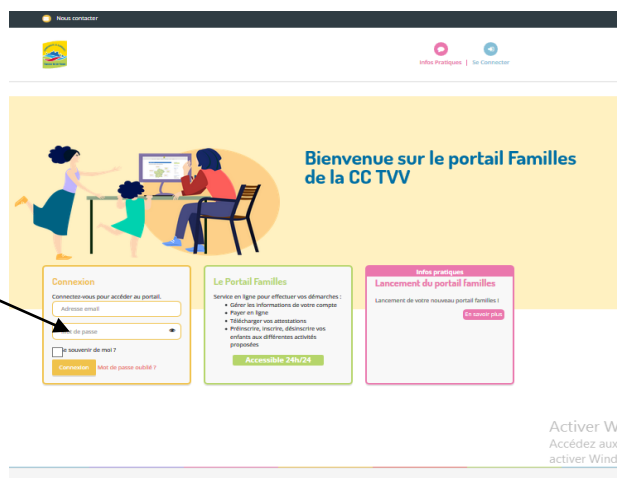 Nous contacter
Infos Pratiques | Se Connecter
Bienvenue sur le portail Familles
de la CC TVV
Connexion
Connectez-vous pour accéder au portail.
Adresse email
Mot de passe
Se souvenir de moi ?
Connexion
Mot de passe oublié ?
Le Portail Familles
Service en ligne pour effectuer vos démarches :
• Gérer les informations de votre compte
• Payer en ligne
• Télécharger vos attestations
• Préinscrire, inscrire, désinscrire vos
enfants aux différentes activités
proposées
Accessible 24h/24
Infos pratiques
Lancement du portail familles
Lancement de votre nouveau portail familles !
En savoir plus
Activer W
Accédez aux
activer Wind